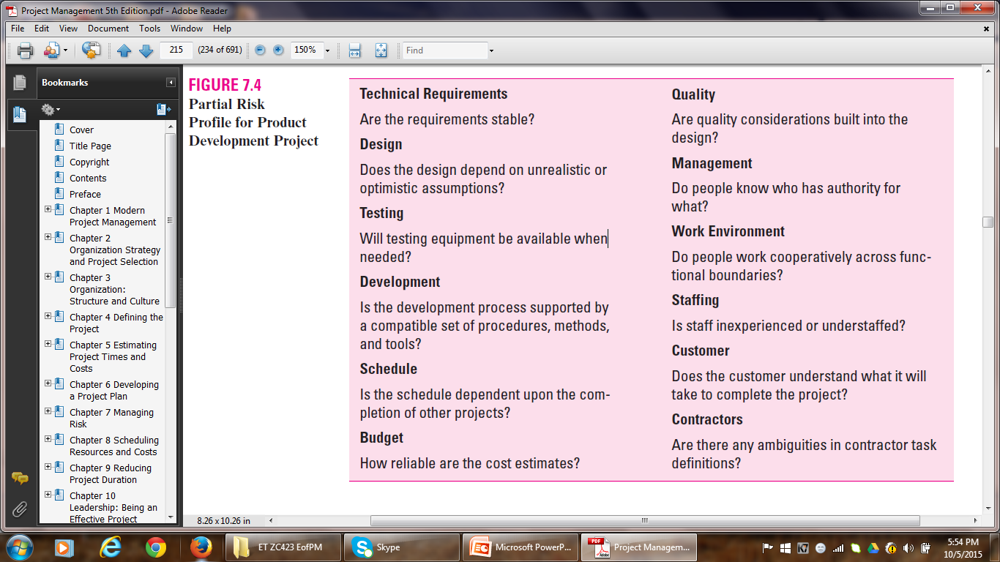 Project Management 5th Edition.pdf - Adobe Reader
File Edit View Document Tools Window Help
215 (234 of 691) 150% Find
Bookmarks
Cover
Title Page
Copyright
Contents
Preface
Chapter 1 Modern
Project Management
Chapter 2
Organization Strategy
and Project Selection
Chapter 3
Organization:
Structure and Culture
Chapter 4 Defining the
Project
Chapter 5 Estimating
Project Times and
Costs
Chapter 6 Developing
a Project Plan
Chapter 7 Managing
Risk
Chapter 8 Scheduling
Resources and Costs
Chapter 9 Reducing
Project Duration
Chapter 10
Leadership: Being an
Effective Project
FIGURE 7.4
Partial Risk
Profile for Product
Development Project
Technical Requirements
Are the requirements stable?
Design
Does the design depend on unrealistic or
optimistic assumptions?
Testing
Will testing equipment be available when
needed?
Development
Is the development process supported by
a compatible set of procedures, methods,
and tools?
Schedule
Is the schedule dependent upon the com-
pletion of other projects?
Budget
How reliable are the cost estimates?
Quality
Are quality considerations built into the
design?
Management
Do people know who has authority for
what?
Work Environment
Do people work cooperatively across func-
tional boundaries?
Staffing
Is staff inexperienced or understaffed?
Customer
Does the customer understand what it will
take to complete the project?
Contractors
Are there any ambiguities in contractor task
definitions?
8.26 x 10.26 in
ET ZC423 EofPM Skype Microsoft PowerP... Project Managem...
5:54 PM
10/5/2015